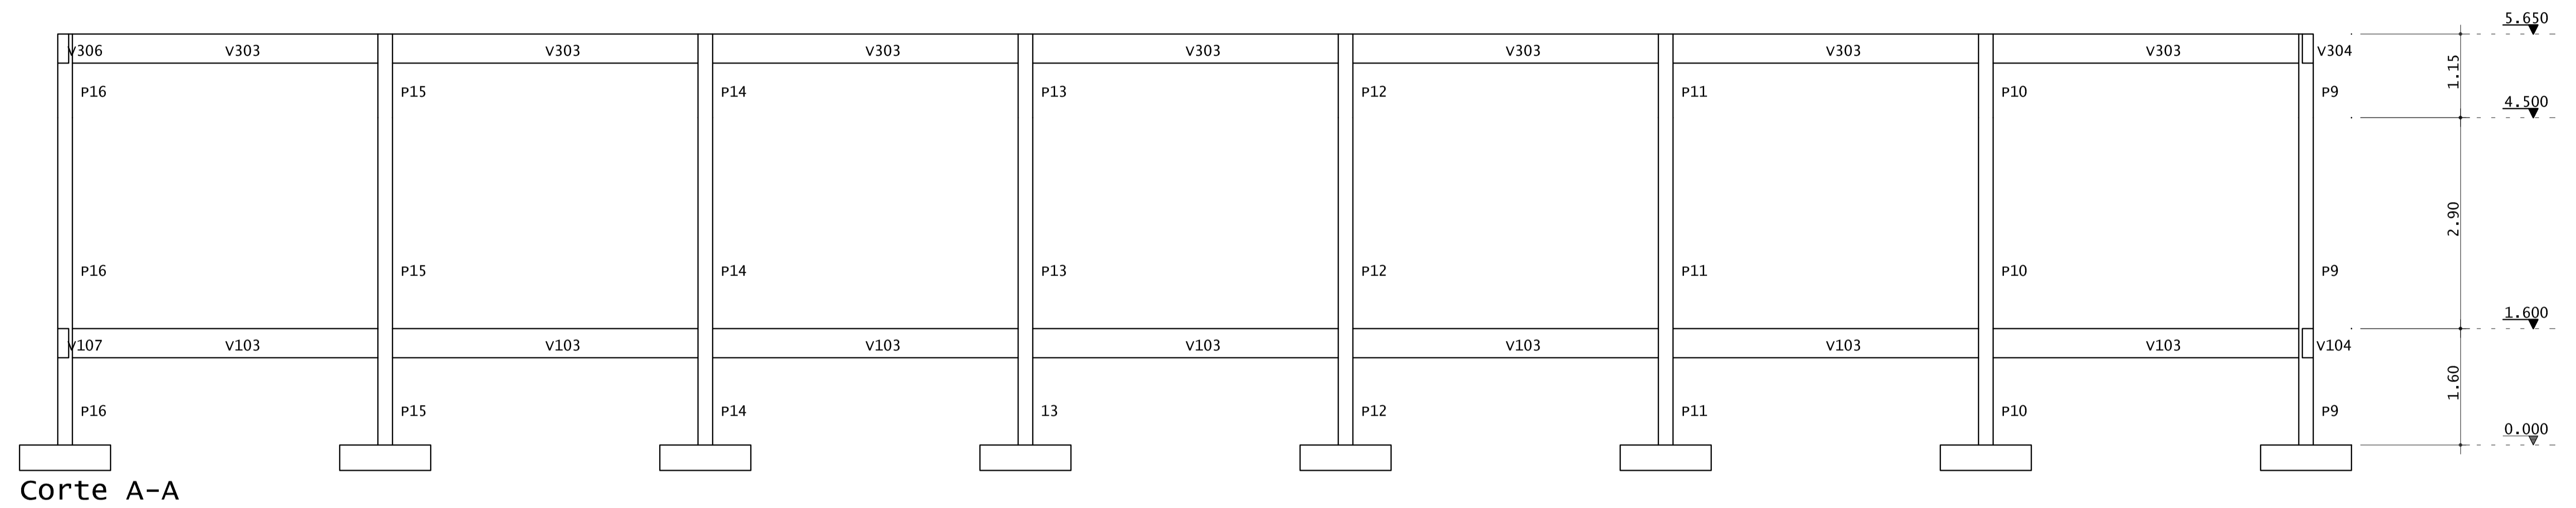 5.650
V306 V303 V303 V303 V303 V303 V303 V303 V304
1.15
P16 P15 P14 P13 P12 P11 P10 P9
4.500
2.90
P16 P15 P14 P13 P12 P11 P10 P9
1.600
V107 V103 V103 V103 V103 V103 V103 V103 V104
1.60
P16 P15 P14 13 P12 P11 P10 P9
0.000
Corte A-A